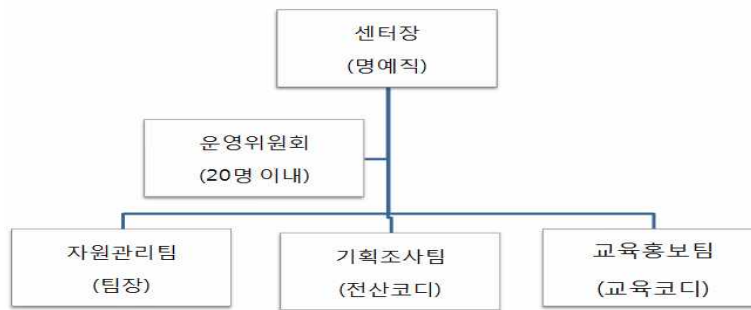 센터장
(명예직)
운영위원회
(20명 이내)
자원관리팀
(팀장)
기획조사팀
(전산코디)
교육홍보팀
(교육코디)